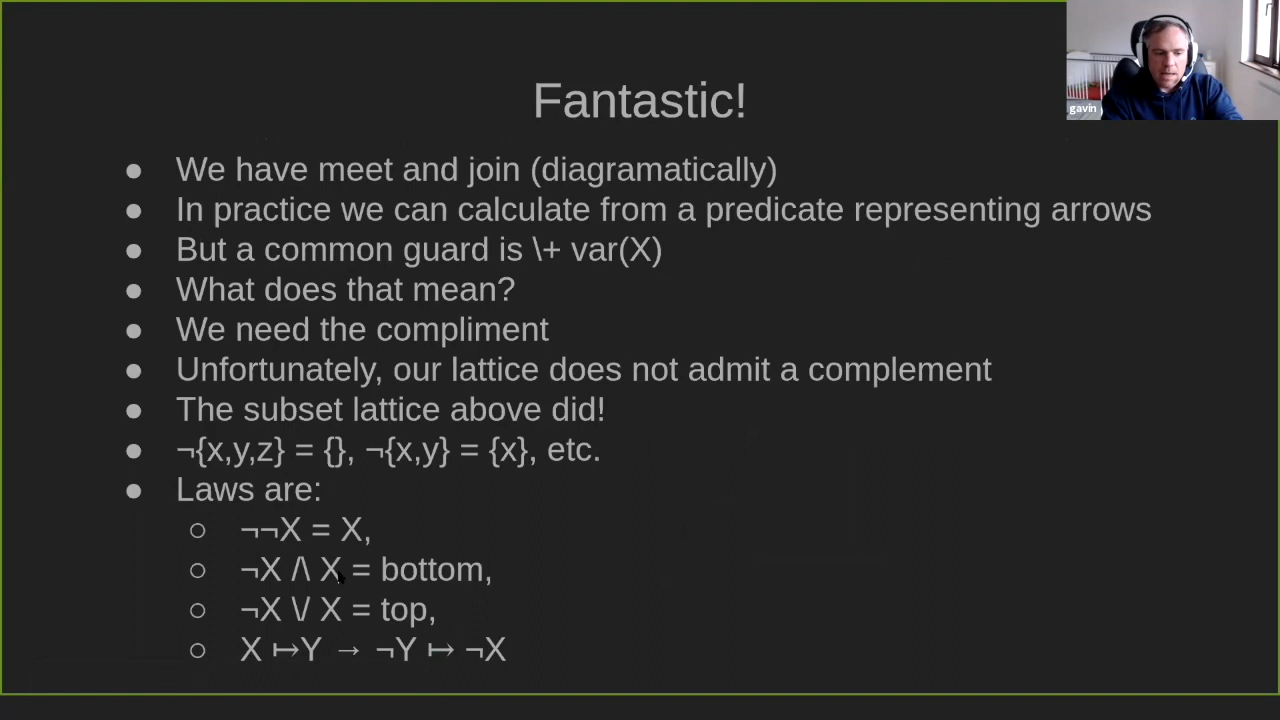 gavin
Fantastic!
● We have meet and join (diagramatically)
● In practice we can calculate from a predicate representing arrows
● But a common guard is \+ var(X)
● What does that mean?
● We need the compliment
● Unfortunately, our lattice does not admit a complement
● The subset lattice above did!
● ¬{x,y,z} = {}, ¬{x,y} = {x}, etc.
● Laws are:
○ ¬¬X = X,
○ ¬X /\ X = bottom,
○ ¬X \/ X = top,
○ X ↦Y → ¬Y ↦ ¬X